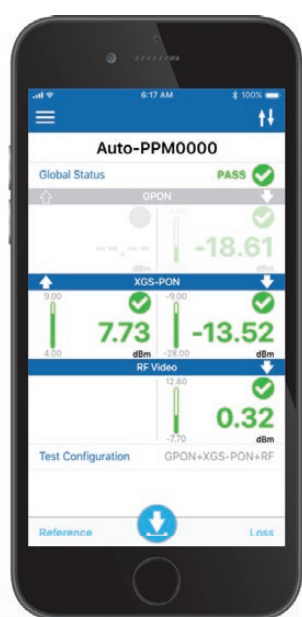 6:17 AM 100%
Auto-PPM0000
Global Status PASS
GPON
--.-- -18.61
dBm dBm
XGS-PON
9.00 -9.00
7.73 -13.52
4.00 dBm -28.00 dBm
RF Video
12.80
0.32
-7.70 dBm
Test Configuration GPON+XGS-PON+RF
Reference Loss